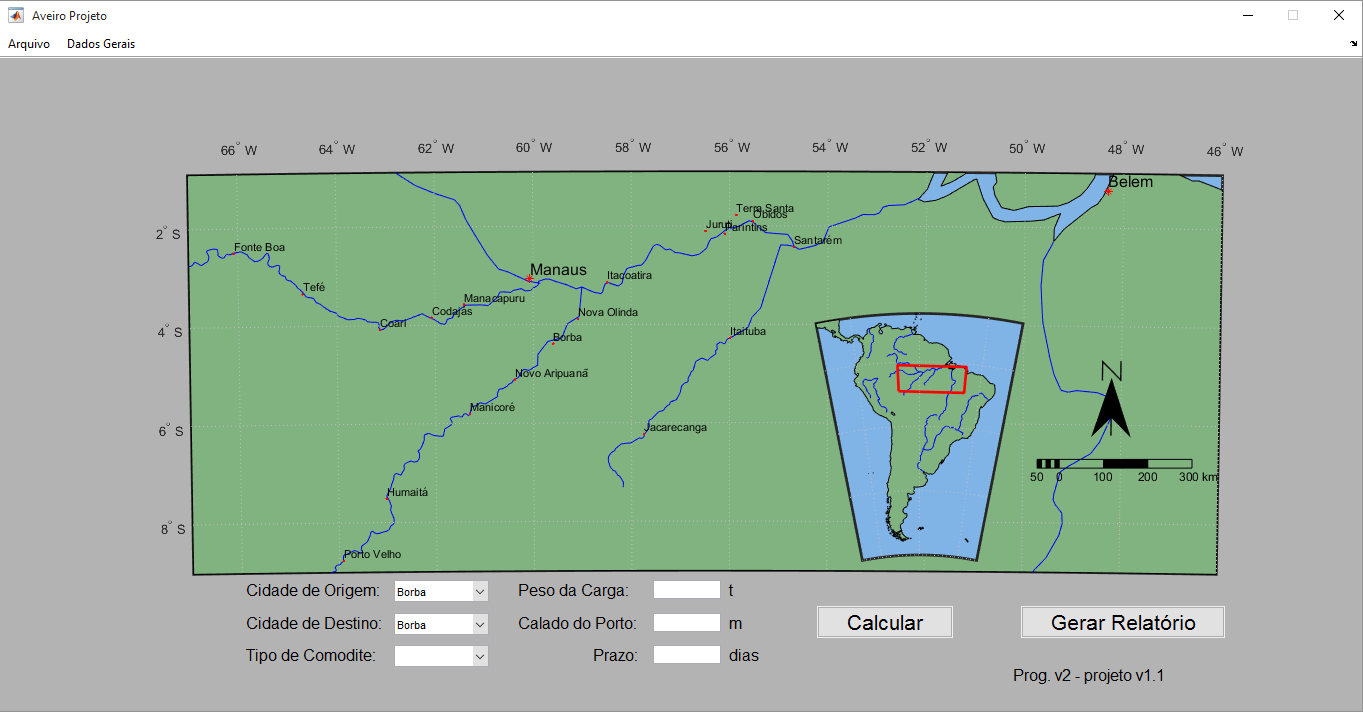 Aveiro Projeto
Arquivo Dados Gerais
66° W 64° W 62° W 60° W 58° W 56° W 54° W 52° W 50° W 48° W 46° W
Belem
Terra Santa
Obidos
Juruti Parintins
2° S
Santarém
Fonte Boa
Manaus
Itacoatira
Tefé
Manacapuru
Codajas Nova Olinda
Coari
4° S Itaituba
Borba
Novo Aripuanã
N
Manicoré
6° S Jacarecanga
50 0 100 200 300 km
Humaitá
8° S
Porto Velho
Cidade de Origem: Borba Peso da Carga: t
Cidade de Destino: Borba Calado do Porto: m
Calcular Gerar Relatório
Tipo de Comodite: Prazo: dias
Prog. v2 - projeto v1.1